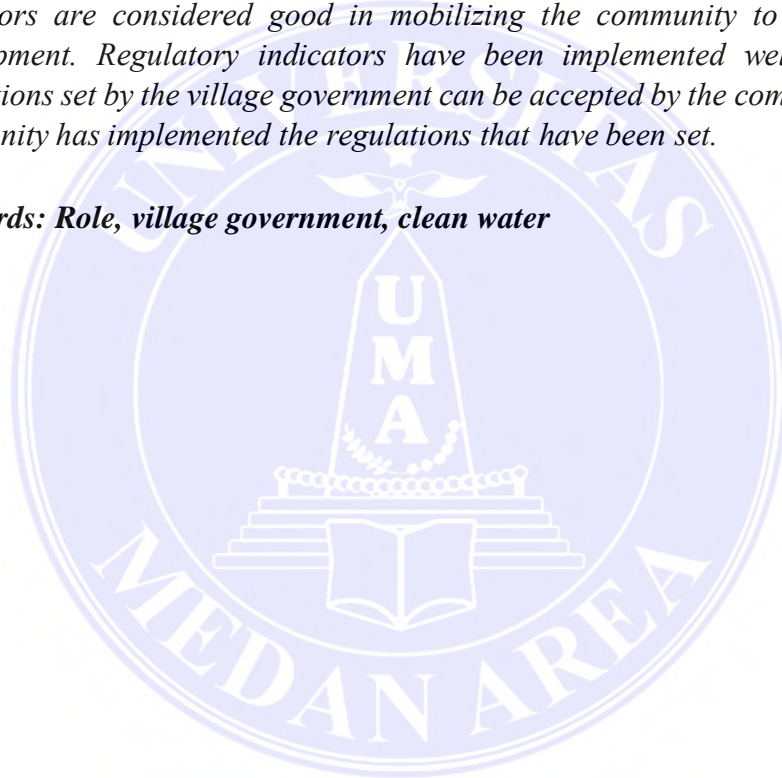 ors are considered good in mobilizing the community to
pment. Regulatory indicators have been implemented wel
tions set by the village government can be accepted by the com
nity has implemented the regulations that have been set.
rds: Role, village government, clean water
UNIVERSITAS
U
M
A
MEDAN AREA